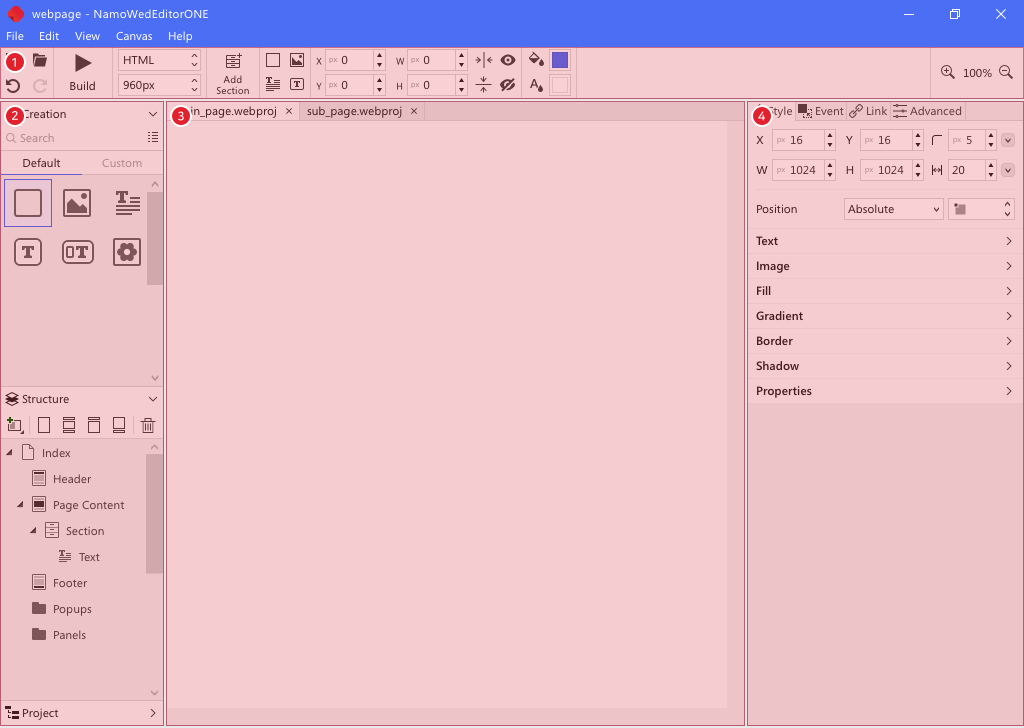 webpage - NamoWedEditorONE
File Edit View Canvas Help
1
Build
HTML
960px
Add
Section
X px 0
Y px 0
W px 0
H px 0
A
100%
2 Creation
Search
Default Custom
T
T
T
T
Structure
Index
Header
Page Content
Section
Text
Footer
Popups
Panels
Project
3 in_page.webproj × sub_page.webproj ×
4 Style Event Link Advanced
X px 16 Y px 16 px 5
W px 1024 H px 1024 20
Position Absolute
Text
Image
Fill
Gradient
Border
Shadow
Properties